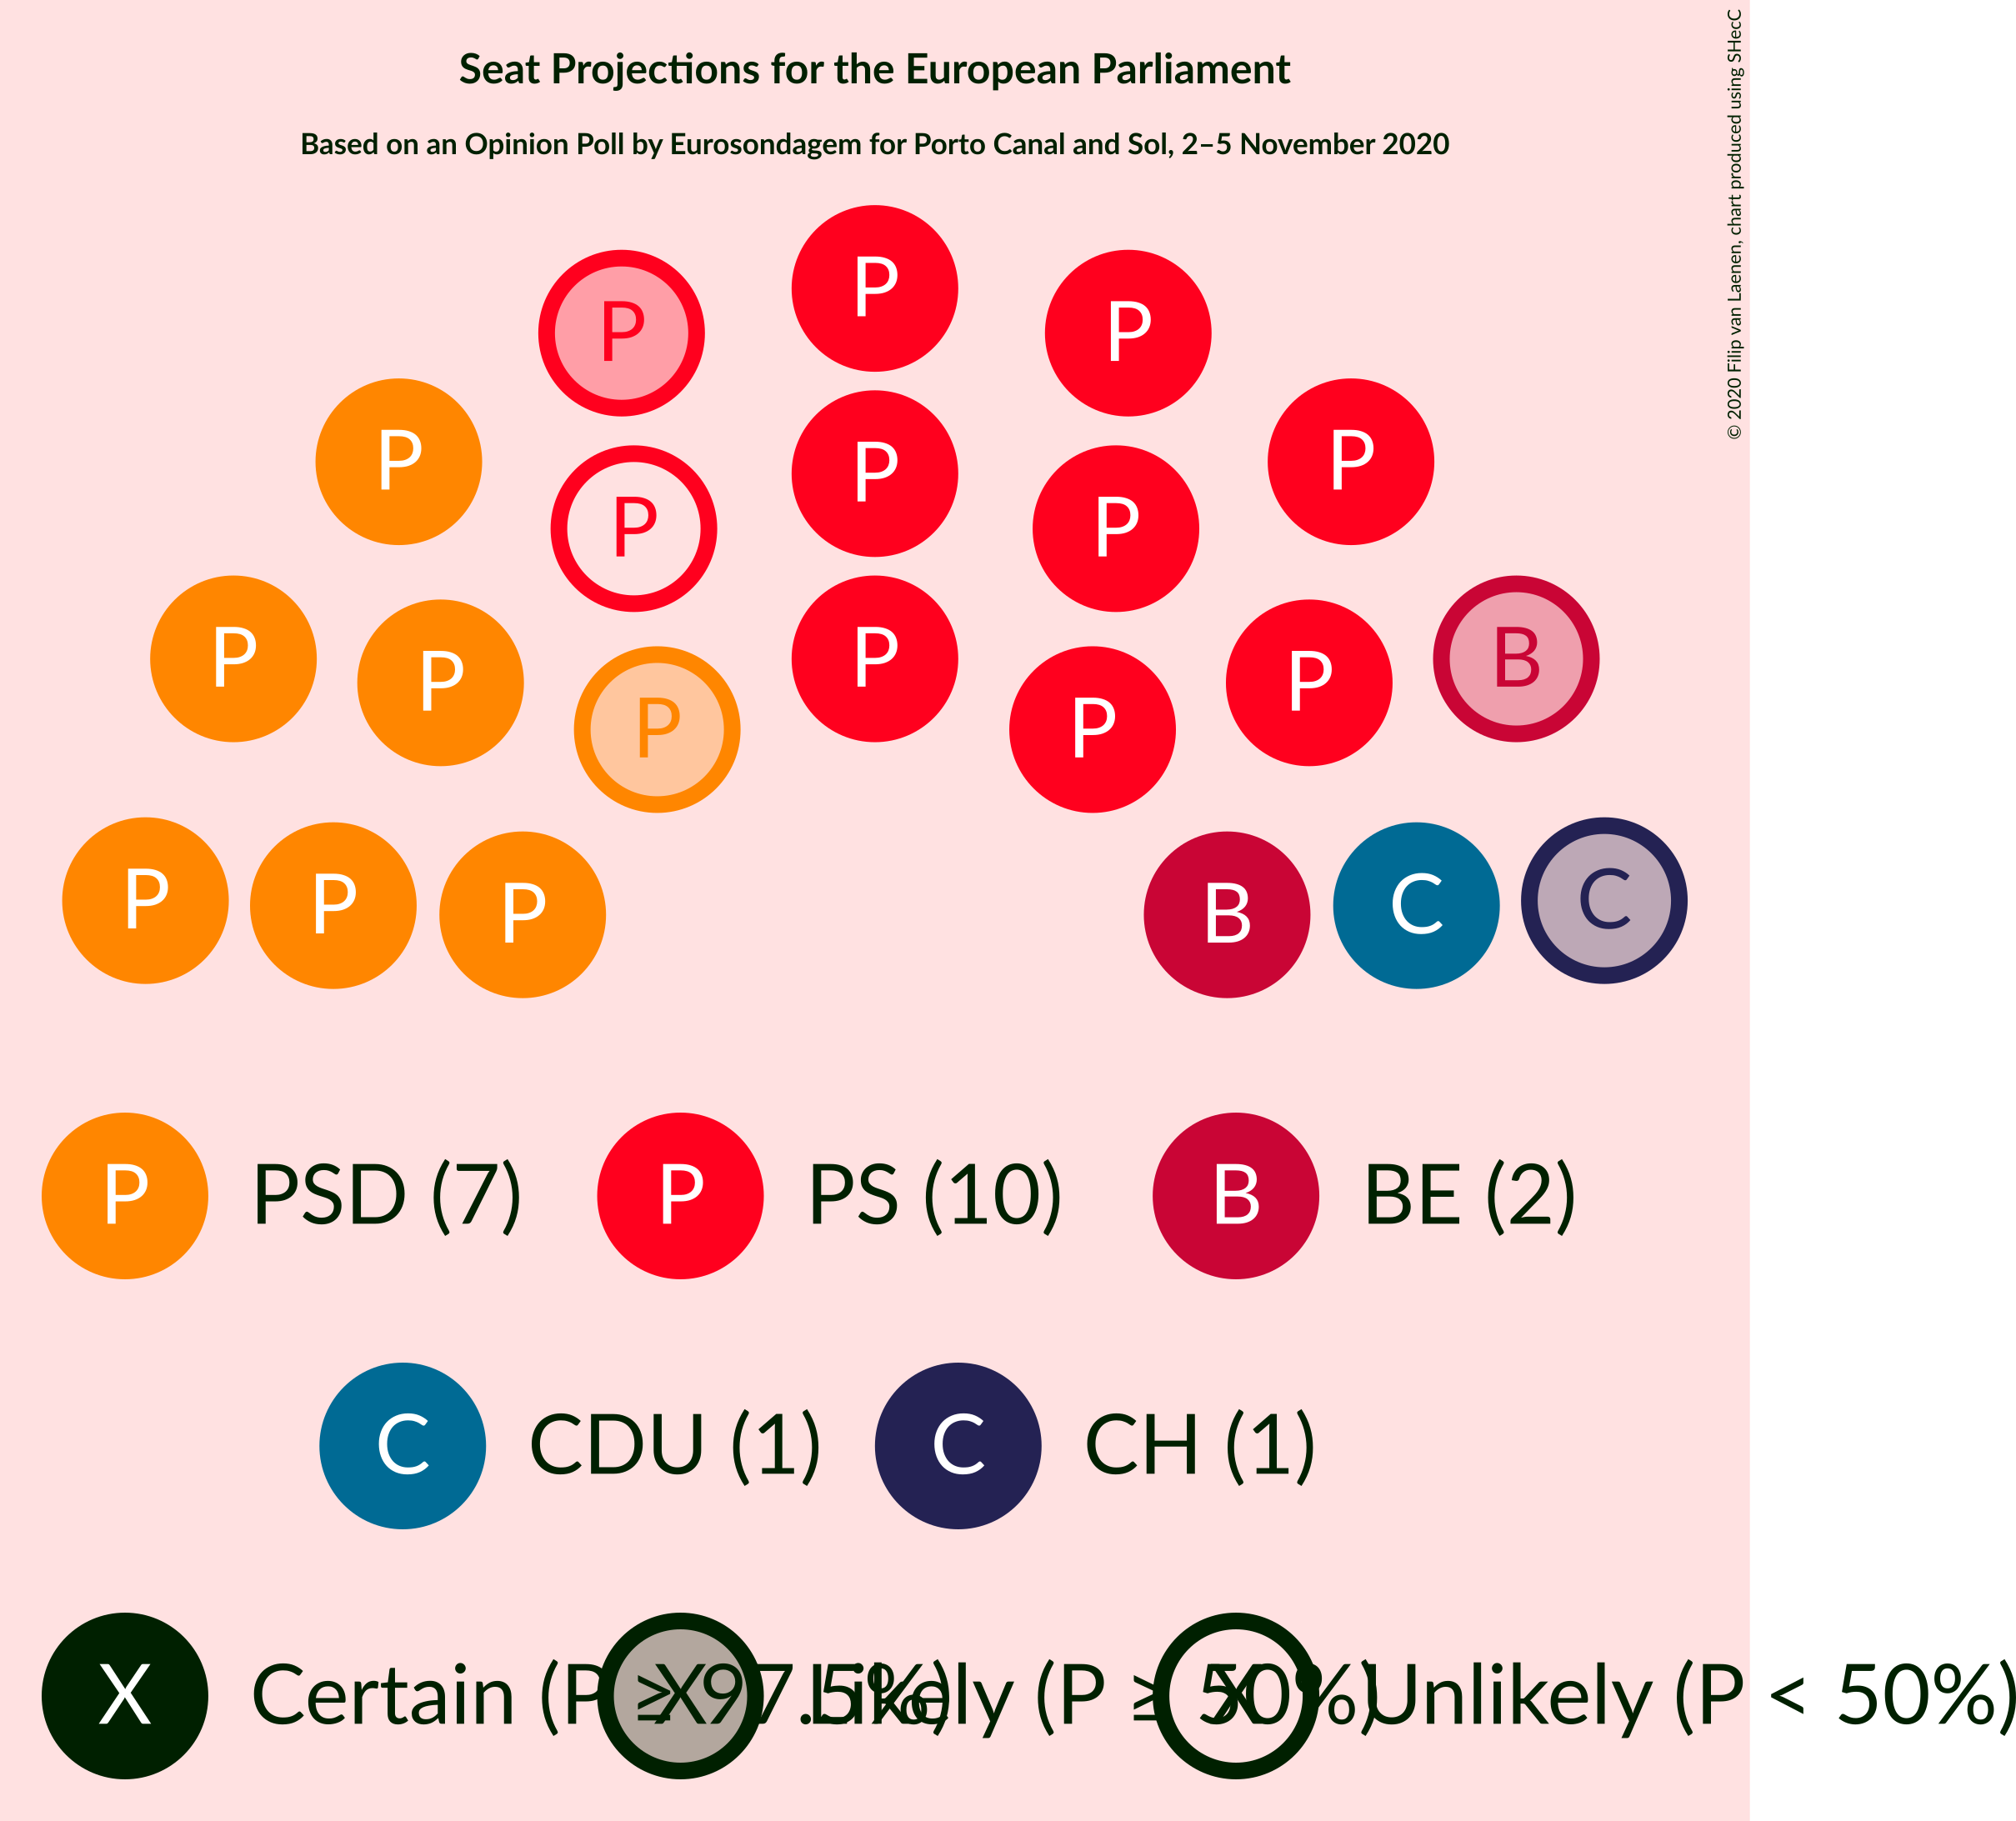 Seat Projections for the European Parliament
Based on an Opinion Poll by Eurosondagem for Porto Canal and Sol, 2–5 November 2020
© 2020 Filip van Laenen, chart produced using SHecC
P
P P
P P
P
P P
P P B
P P
P P
P P
P P P B C C
P PSD (7) P PS (10) B BE (2)
C CDU (1) C CH (1)
X Certain (P ≥ 97.5%) X Likely (P ≥ 50%) X Unlikely (P < 50%)